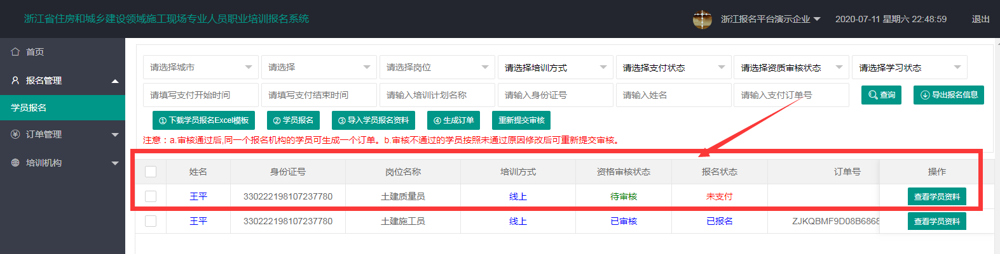 浙江省住房和城乡建设领域施工现场专业人员职业培训报名系统
浙江报名平台演示企业 2020-07-11 星期六 22:48:59 退出
首页
报名管理
学员报名
订单管理
培训机构
请选择城市 请选择 请选择岗位 请选择培训方式 请选择支付状态 请选择资质审核状态 请选择学习状态
请填写支付开始时间 请填写支付结束时间 请输入培训计划名称 请输入身份证号 请输入姓名 请输入支付订单号 查询 导出报名信息
① 下载学员报名Excel模板 ② 学员报名 ③ 导入学员报名资料 ④ 生成订单 重新提交审核
注意：a.审核通过后,同一个报名机构的学员可生成一个订单。b.审核不通过的学员按照未通过原因修改后可重新提交审核。
姓名 身份证号 岗位名称 培训方式 资格审核状态 报名状态 订单号 操作
王平 330222198107237780 土建质量员 线上 待审核 未支付 查看学员资料
王平 330222198107237780 土建施工员 线上 已审核 已报名 ZJKQBMF9D08B6868 查看学员资料